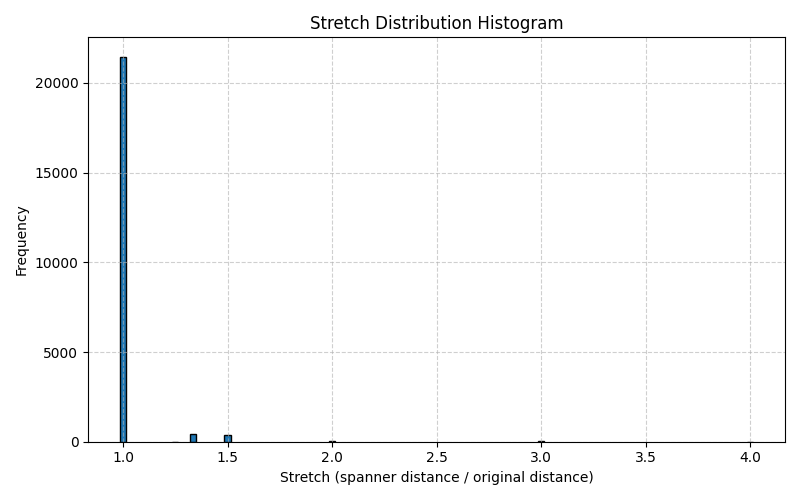 Stretch Distribution Histogram
20000
15000
10000
5000
0
Frequency
1.0 1.5 2.0 2.5 3.0 3.5 4.0
Stretch (spanner distance / original distance)